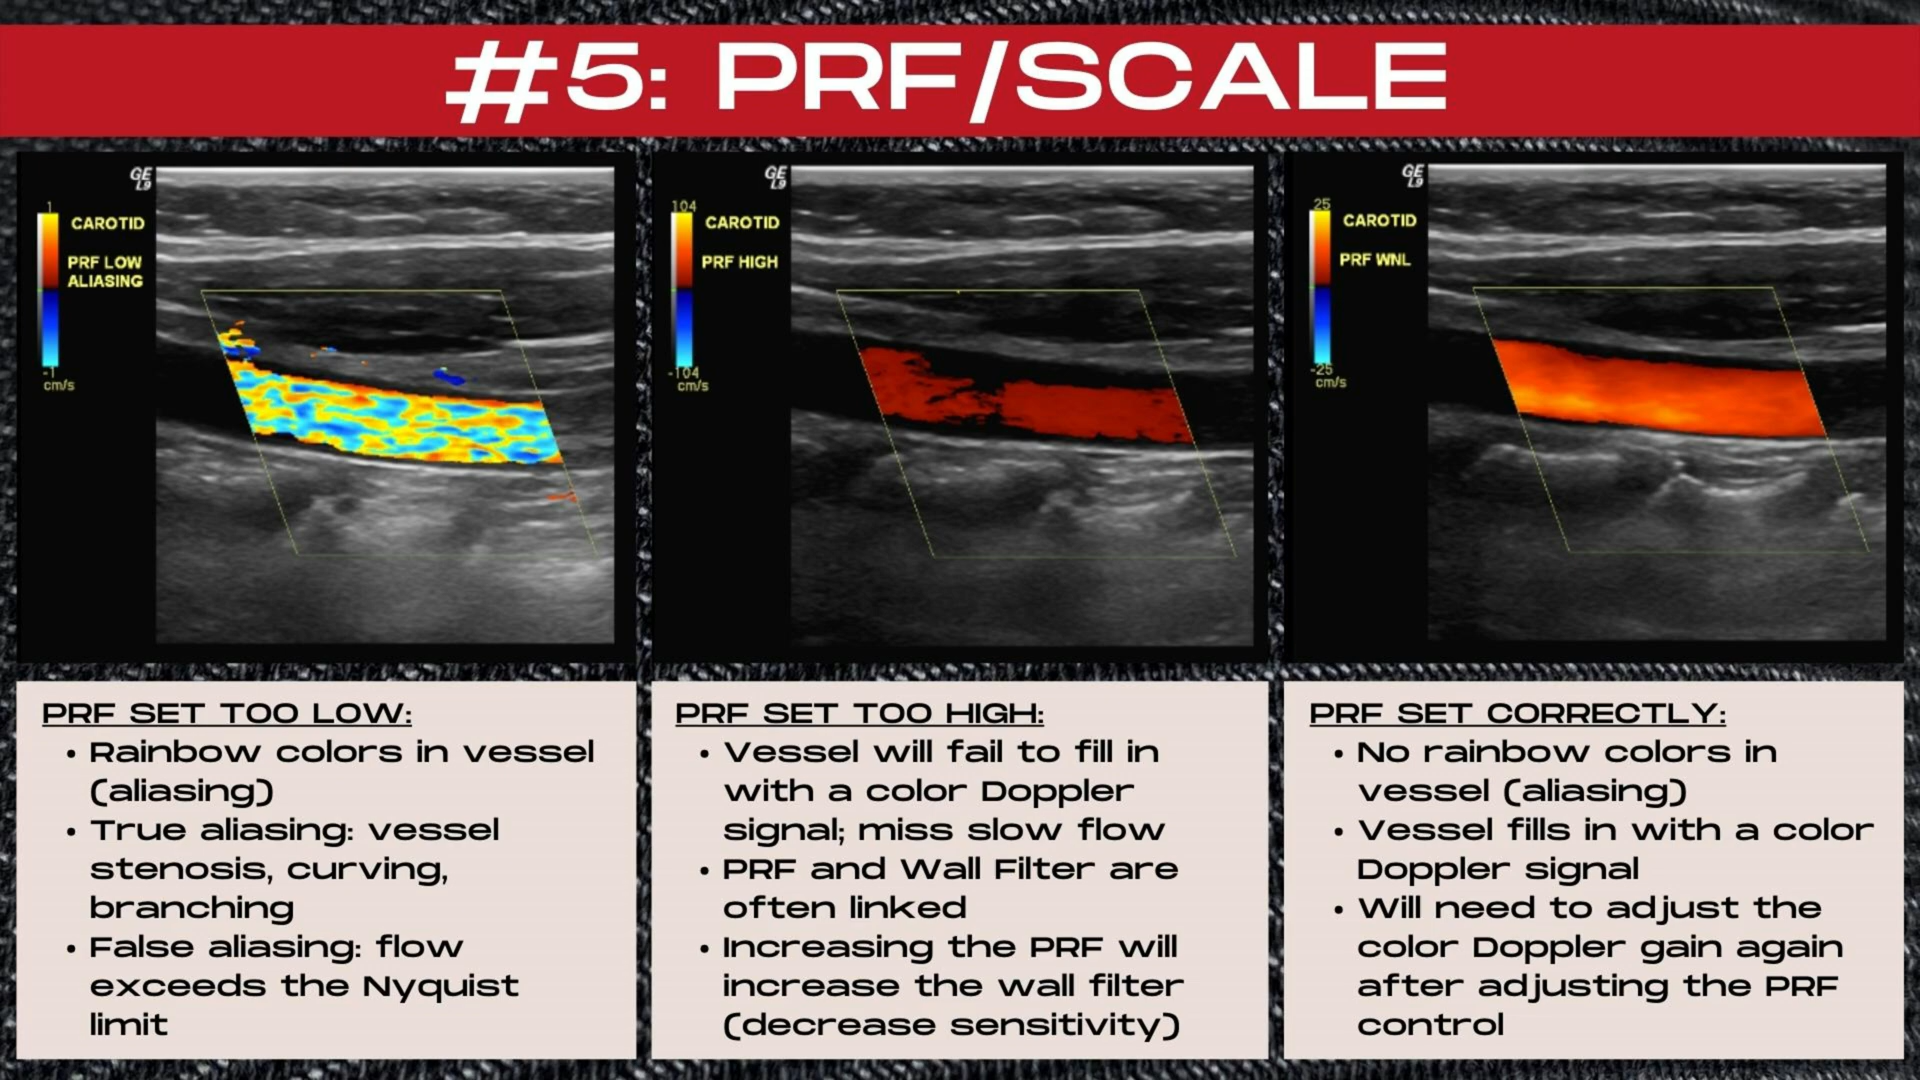 #5: PRF/SCALE
GE
L9
1
CAROTID
PRF LOW
ALIASING
-1
cm/s
GE
L9
104
CAROTID
PRF HIGH
-104
cm/s
GE
L9
25
CAROTID
PRF WNL
-25
cm/s
PRF SET TOO LOW:
• Rainbow colors in vessel
(aliasing)
• True aliasing: vessel
stenosis, curving,
branching
• False aliasing: flow
exceeds the Nyquist
limit
PRF SET TOO HIGH:
• Vessel will fail to fill in
with a color Doppler
signal; miss slow flow
• PRF and Wall Filter are
often linked
• Increasing the PRF will
increase the wall filter
(decrease sensitivity)
PRF SET CORRECTLY:
• No rainbow colors in
vessel (aliasing)
• Vessel fills in with a color
Doppler signal
• Will need to adjust the
color Doppler gain again
after adjusting the PRF
control